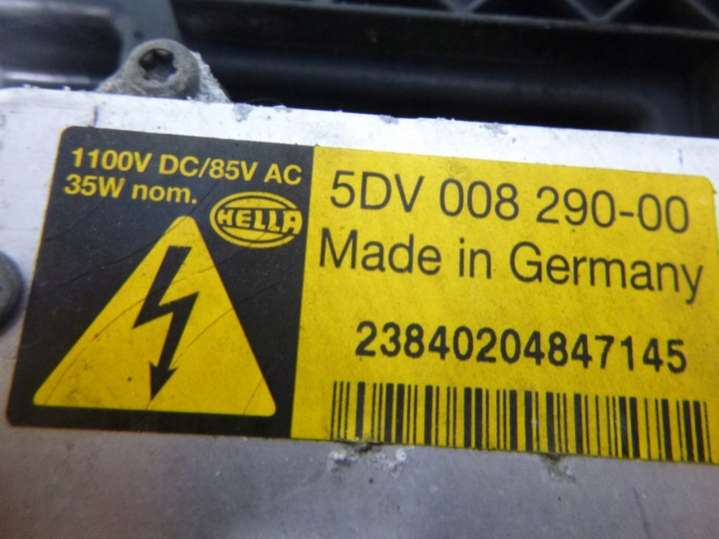 1100V DC/85V AC
35W nom.
HELLA
5DV 008 290-00
Made in Germany
23840204847145